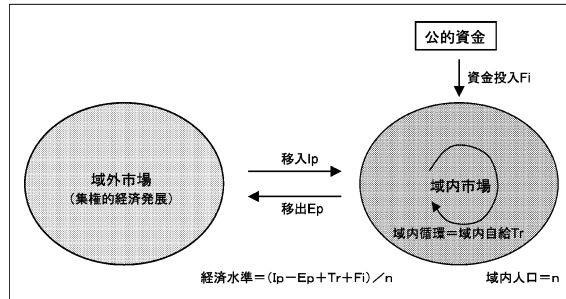 公的資金
資金投入Fi
域外市場
(集権的経済発展)
移入Ip
移出Ep
域内市場
域内循環＝域内自給Tr
経済水準＝(Ip－Ep＋Tr＋Fi)／n
域内人口＝n